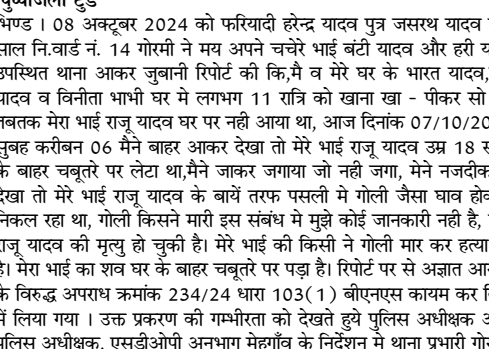 भिण्ड । 08 अक्टूबर 2024 को फरियादी हरेन्द्र यादव पुत्र जसरथ यादव
साल नि.वार्ड नं. 14 गोरमी ने मय अपने चचेरे भाई बंटी यादव और हरी
उपस्थित थाना आकर जुबानी रिपोर्ट की कि,मै व मेरे घर के भारत यादव,
यादव व विनीता भाभी घर मे लगभग 11 रात्रि को खाना खा - पीकर सो
तबतक मेरा भाई राजू यादव घर पर नही आया था, आज दिनांक 07/10/20
सुबह करीबन 06 मैने बाहर आकर देखा तो मेरे भाई राजू यादव उम्र 18
के बाहर चबूतरे पर लेटा था,मैने जाकर जगाया जो नही जगा, मेने नजदीक
देखा तो मेरे भाई राजू यादव के बायें तरफ पसली मे गोली जैसा घाव
निकल रहा था, गोली किसने मारी इस संबंध मे मुझे कोई जानकारी नही है,
राजू यादव की मृत्यु हो चुकी है। मेरे भाई की किसी ने गोली मार कर हत्या
है। मेरा भाई का शव घर के बाहर चबूतरे पर पड़ा है। रिपोर्ट पर से अज्ञात
के विरुद्ध अपराध क्रमांक 234/24 धारा 103(1) बीएनएस कायम कर
में लिया गया । उक्त प्रकरण की गम्भीरता को देखते हुये पुलिस अधीक्षक
पुलिस अधीक्षक, एसडीओपी अनुभाग मेहगाँव के निर्देशन मे थाना प्रभारी